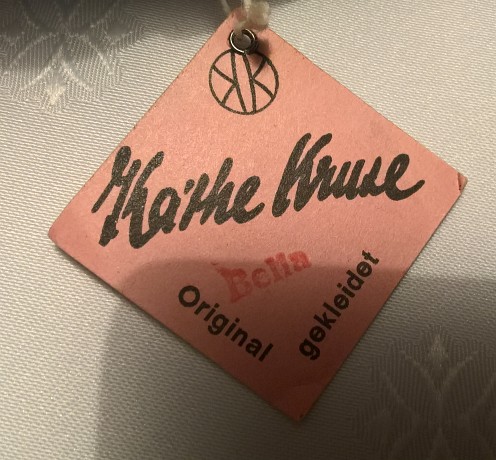 Käthe Kruse
Bella
Original gekleidet